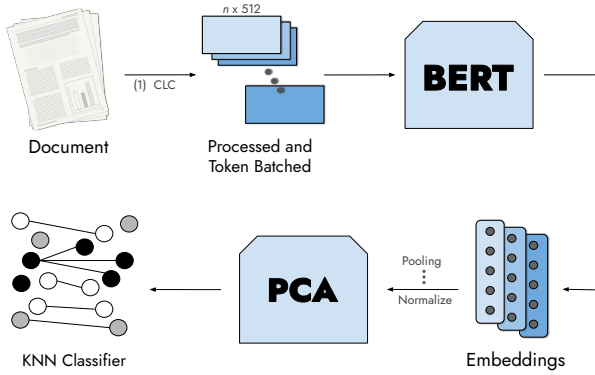 n x 512
(1) CLC
BERT
Document
Processed and
Token Batched
Pooling
Normalize
PCA
KNN Classifier
Embeddings